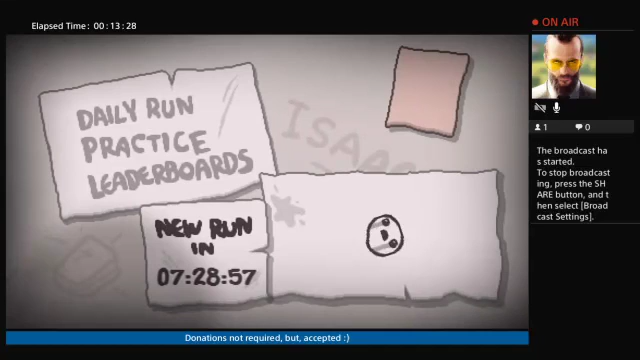 Elapsed Time: 00:13:28
ON AIR
DAILY RUN
PRACTICE
LEADERBOARDS
ISAAC
NEW RUN
IN
07:28:57
1
0
The broadcast ha
s started.
To stop broadcast
ing, press the SH
ARE button, and t
hen select [Broad
cast Settings].
Donations not required, but, accepted :)